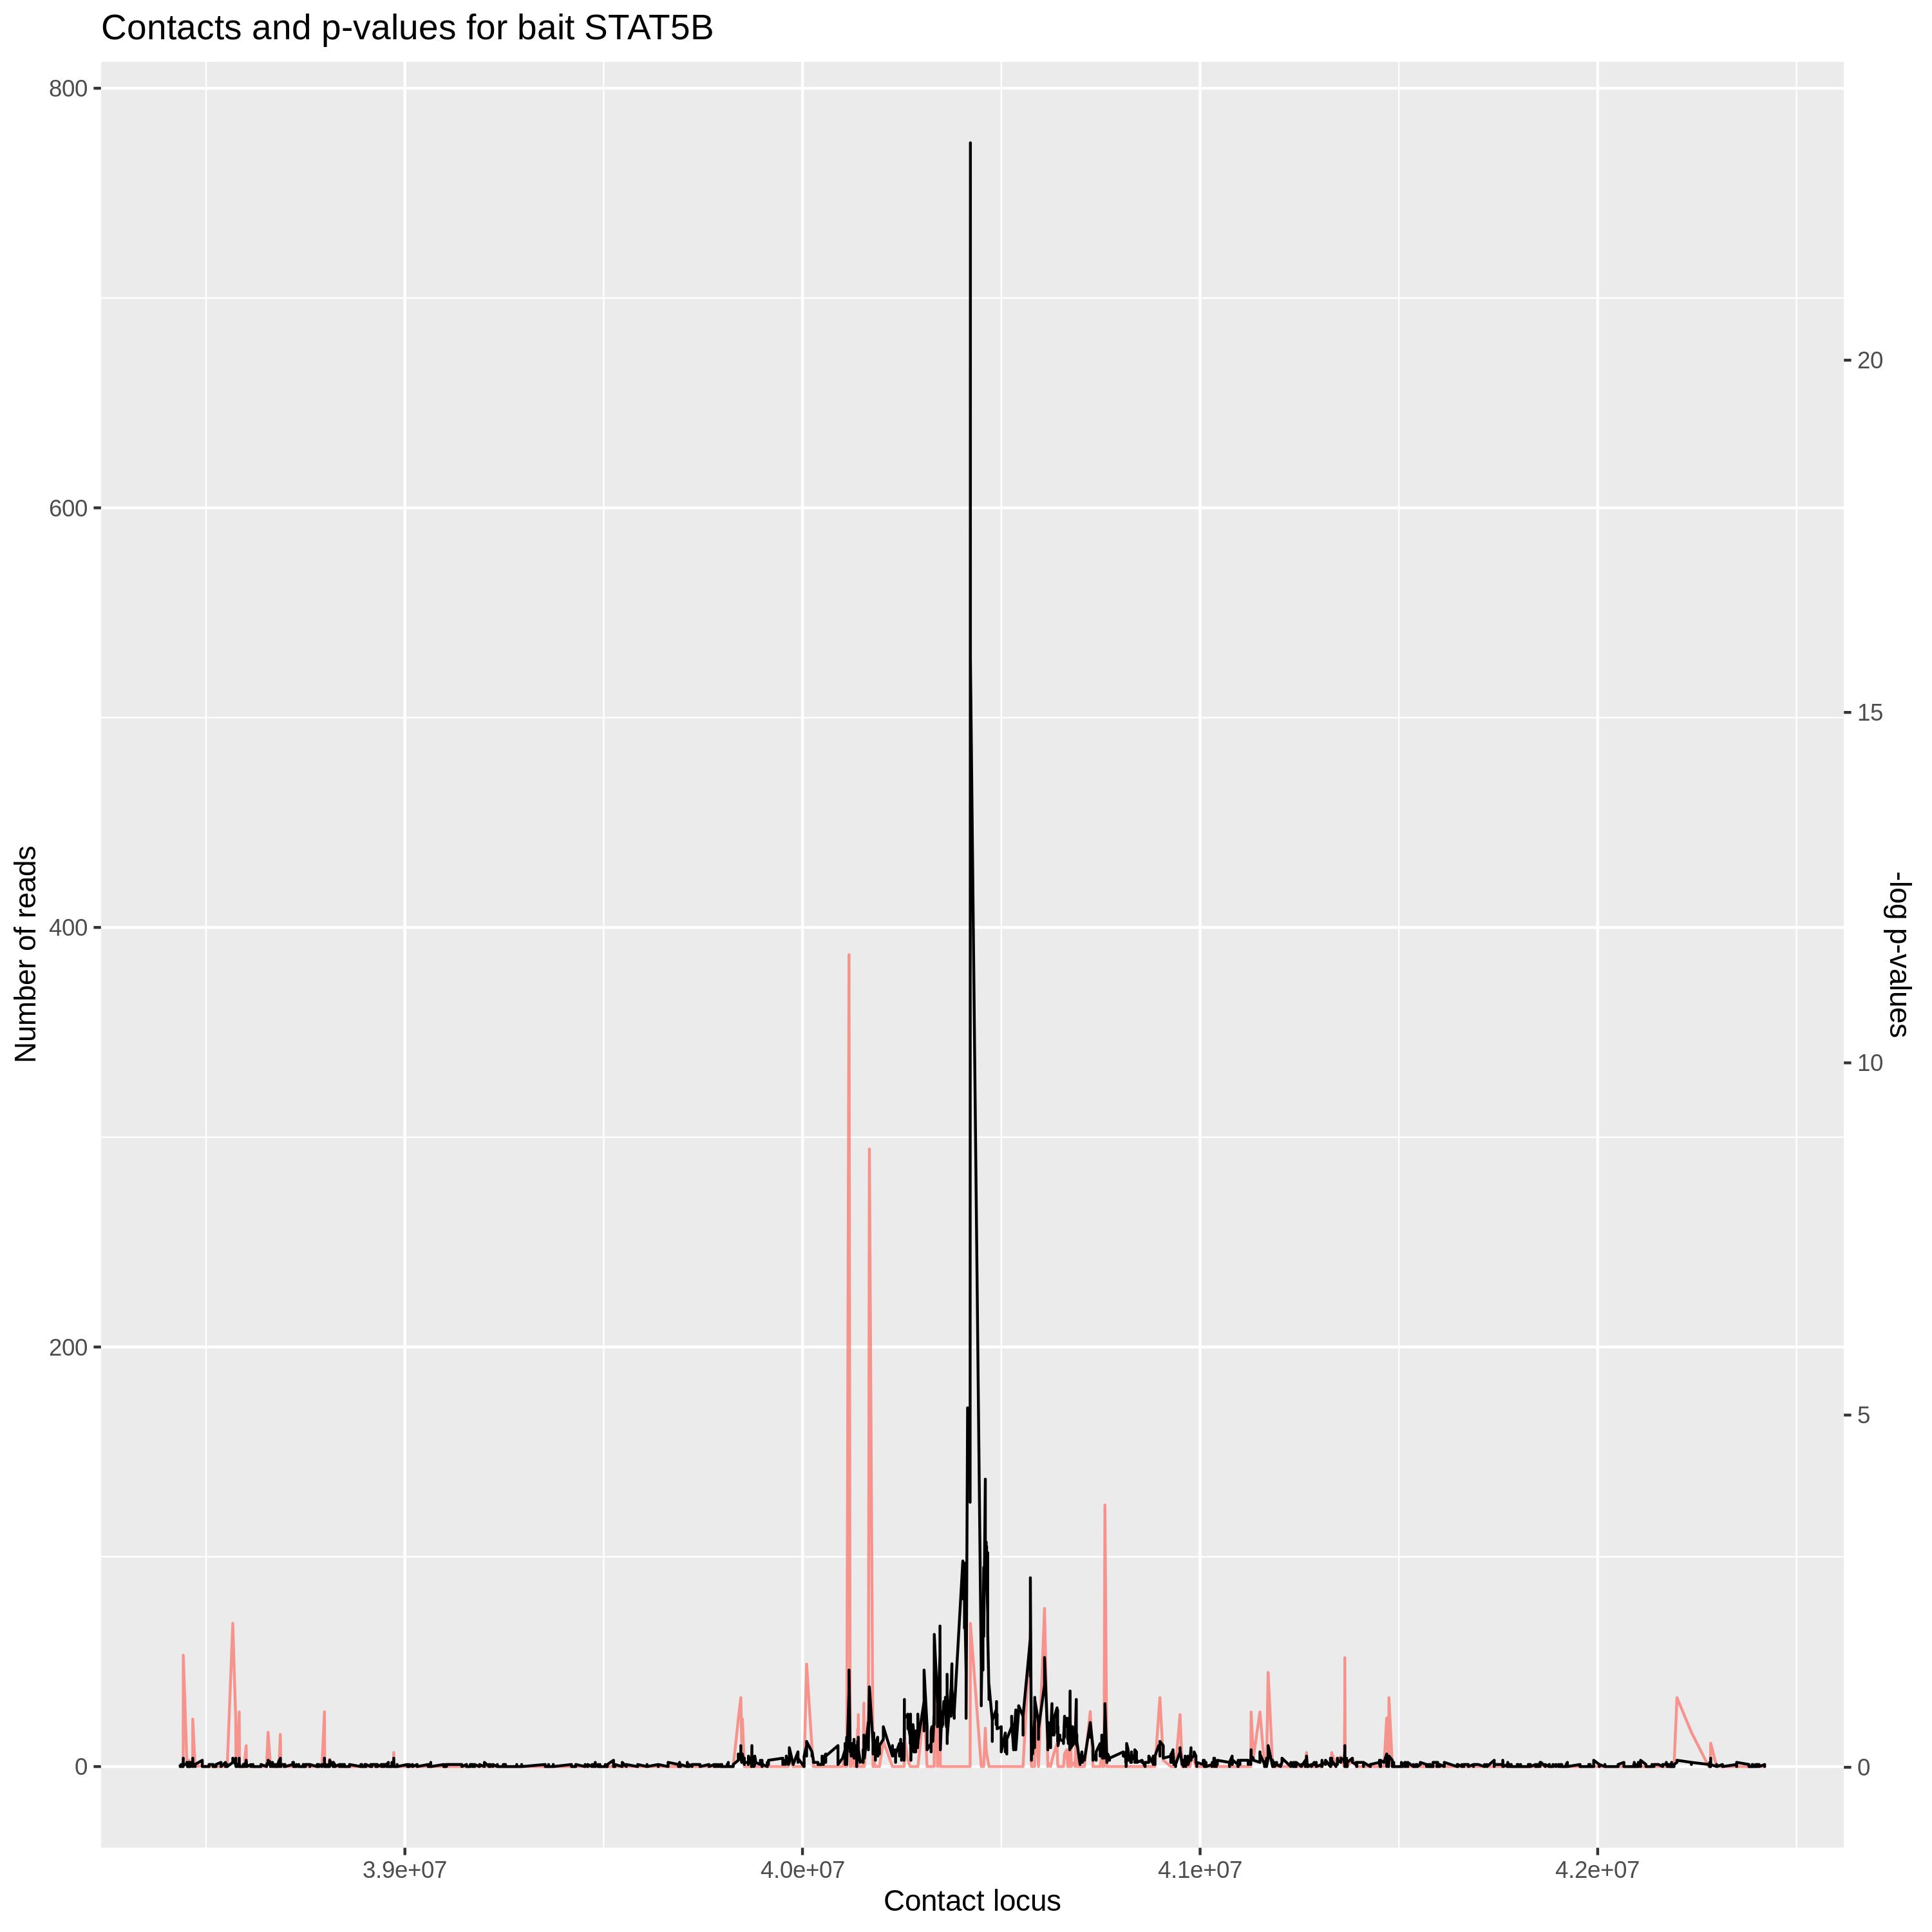 Contacts and p-values for bait STAT5B
800
600
400
200
0
Number of reads
20
15
10
5
0
-log p-values
3.9e+07
4.0e+07
4.1e+07
4.2e+07
Contact locus